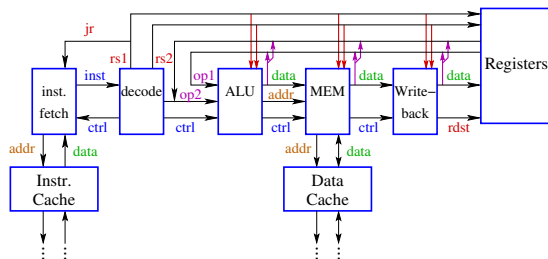 jr
rs1
rs2
inst
op1
op2
data
addr
data
data
inst.
fetch
decode
ALU
MEM
Write-
back
Registers
ctrl
ctrl
ctrl
ctrl
rdst
addr
data
addr
data
Instr.
Cache
Data
Cache